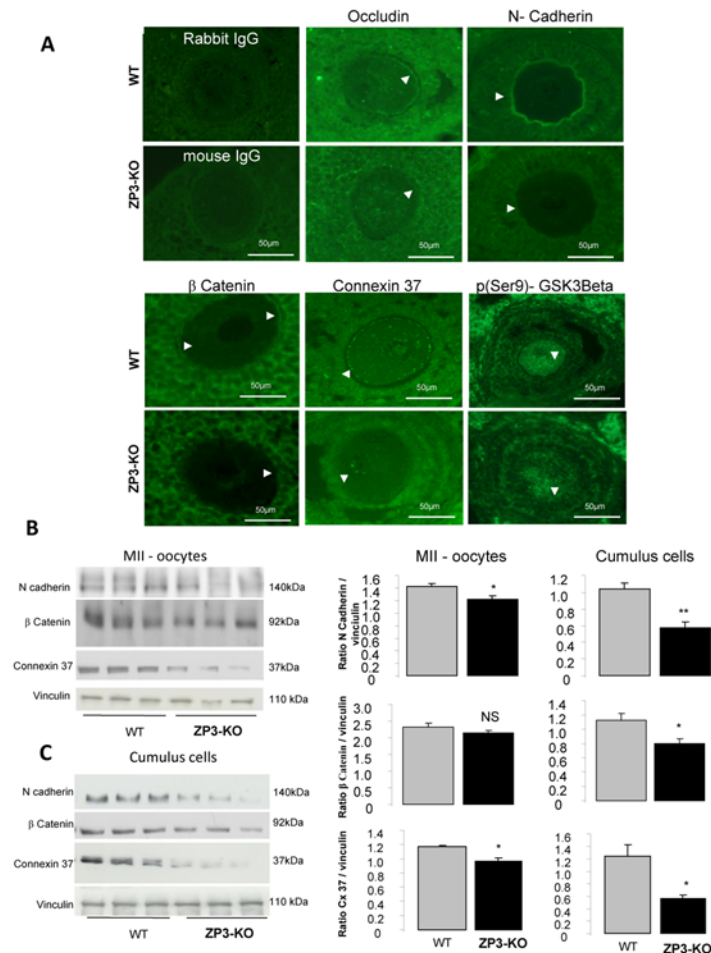 A
Occludin
N- Cadherin
Rabbit IgG
WT
mouse IgG
ZP3-KO
50µm
50µm
50µm
β Catenin
Connexin 37
p(Ser9)- GSK3Beta
WT
50µm
50µm
50µm
ZP3-KO
50µm
50µm
50µm
B
MII - oocytes
N cadherin
140kDa
β Catenin
92kDa
Connexin 37
37kDa
Vinculin
110 kDa
WT
ZP3-KO
C
Cumulus cells
N cadherin
140kDa
β Catenin
92kDa
Connexin 37
37kDa
Vinculin
110 kDa
WT
ZP3-KO
MII - oocytes
Ratio N Cadherin /
vinciulin
1.6
1.4
1.2
1.0
0.8
0.6
0.4
0.2
0
*
Cumulus cells
1.2
1.0
0.8
0.6
0.4
0.2
0
**
Ratio β Catenin / vinculin
3.0
2.5
2.0
1.5
1.0
0.5
0
NS
1.4
1.2
1.0
0.8
0.6
0.4
0.2
0
*
Ratio Cx 37 / vinculin
1.4
1.2
1.0
0.8
0.6
0.4
0.2
0
*
WT
ZP3-KO
1.6
1.4
1.2
1.0
0.8
0.6
0.4
0.2
0
*
WT
ZP3-KO